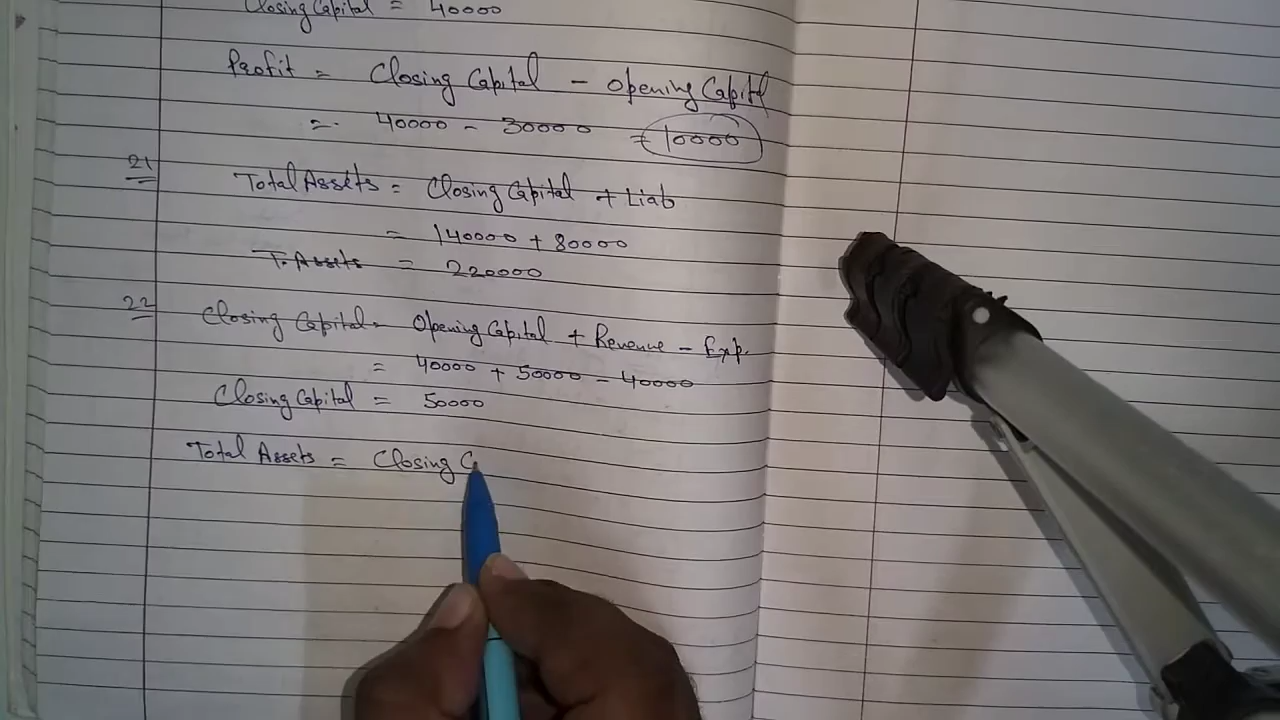 Closing Capital = 40000
Profit = Closing Capital - opening Capitl
= 40000 - 30000 = 10000
21 Total Assets = Closing Capital + Liab
= 140000 + 80000
T. Assets = 220000
22 Closing Capital = Opening Capital + Revenue - Exp.
= 40000 + 50000 - 40000
Closing Capital = 50000
Total Assets = Closing C